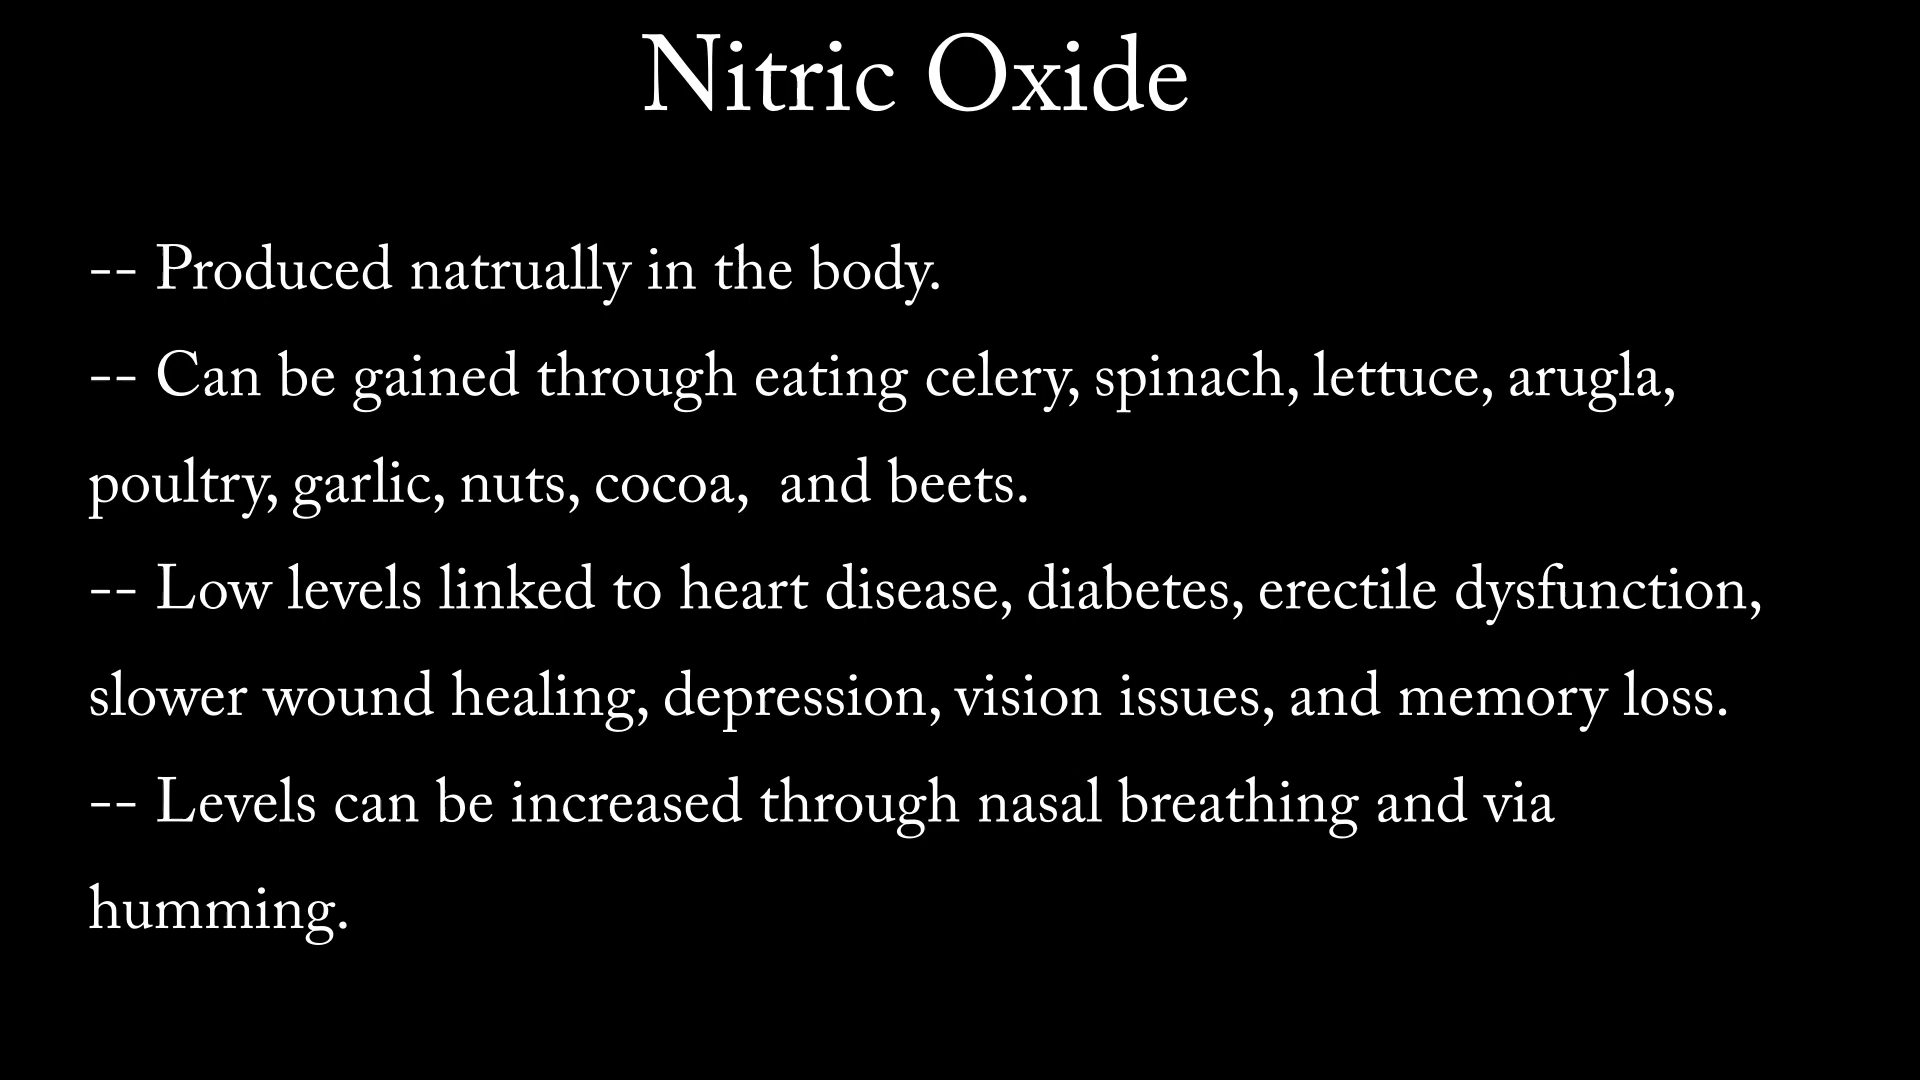 Nitric Oxide
-- Produced natrually in the body.
-- Can be gained through eating celery, spinach, lettuce, arugla,
poultry, garlic, nuts, cocoa,  and beets.
-- Low levels linked to heart disease, diabetes, erectile dysfunction,
slower wound healing, depression, vision issues, and memory loss.
-- Levels can be increased through nasal breathing and via
humming.